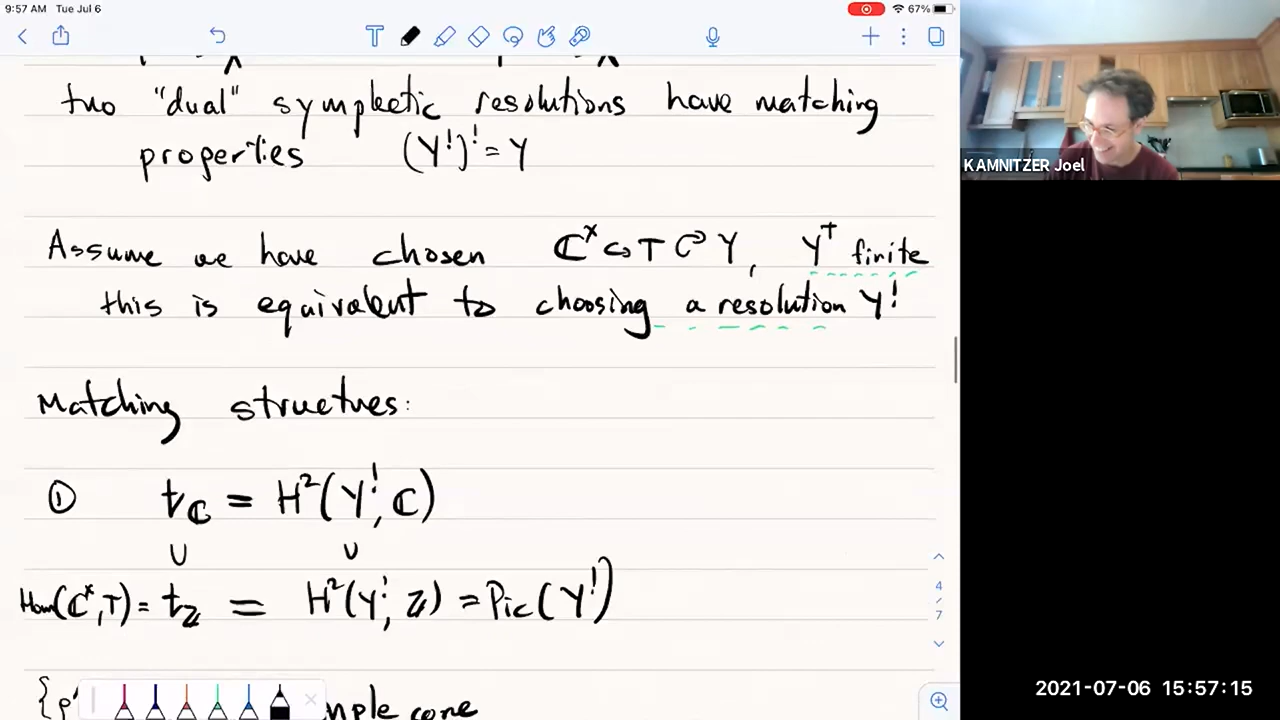 9:57 AM Tue Jul 6
67%
two "dual" symplectic resolutions have matching
properties (Y!)! = Y
Assume we have chosen ℂ^× ↪ T ↻ Y, Y^T finite
this is equivalent to choosing a resolution Y!
Matching structures:
① t_ℂ = H²(Y!, ℂ)
∪ ∪
Hom(ℂ^×, T) = t_ℤ = H²(Y!, ℤ) = Pic(Y!)
cone
4
7
KAMNITZER Joel
2021-07-06 15:57:15